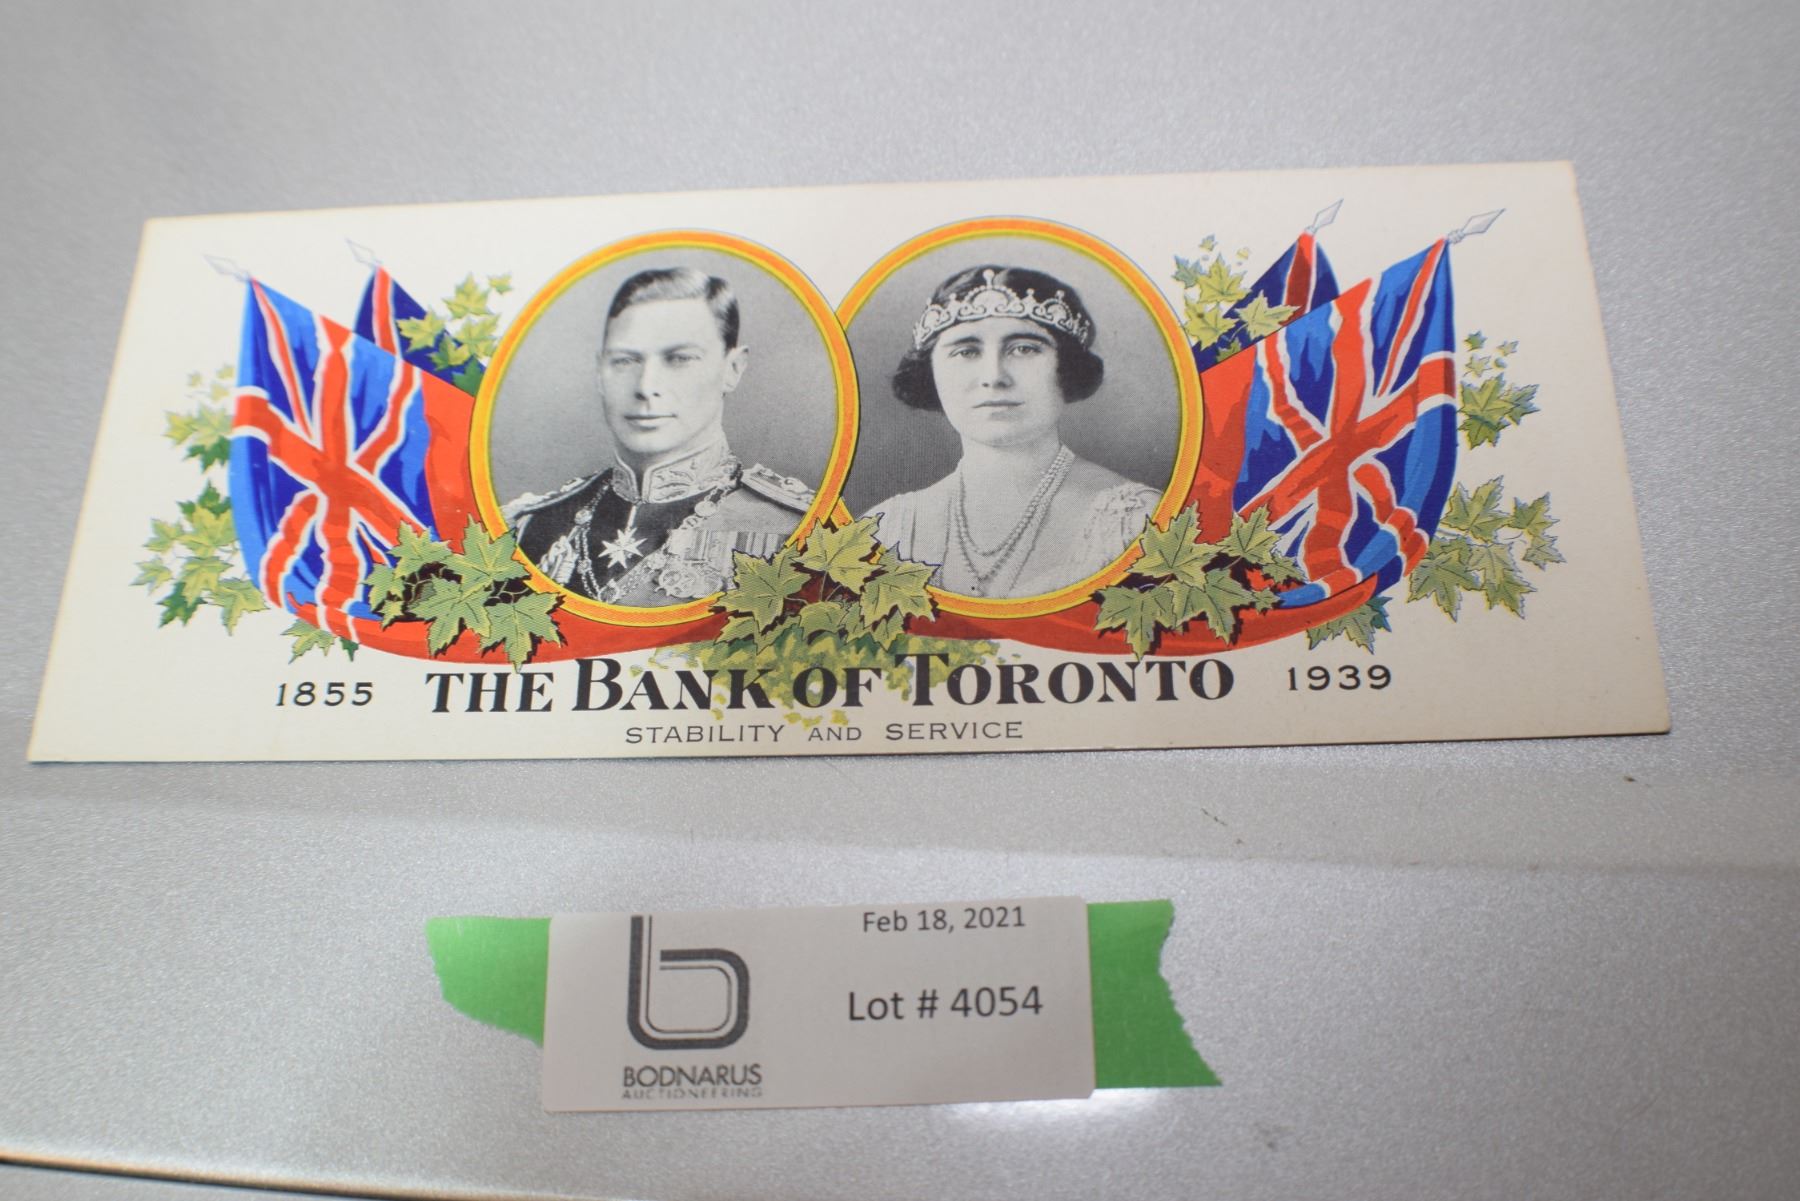 1855 THE BANK OF TORONTO 1939
STABILITY AND SERVICE
Feb 18, 2021
Lot # 4054
BODNARUS
AUCTIONEERING